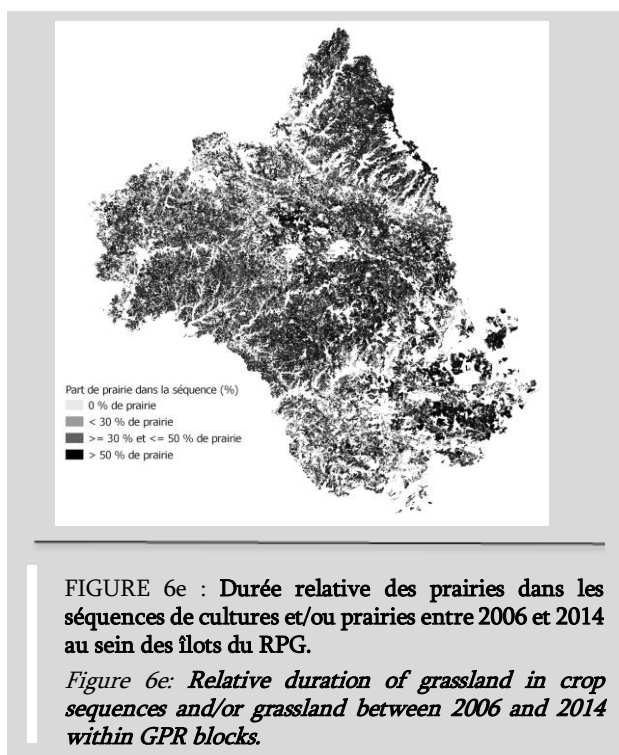 Part de prairie dans la séquence (%)
0 % de prairie
< 30 % de prairie
>= 30 % et <= 50 % de prairie
> 50 % de prairie
FIGURE 6e : Durée relative des prairies dans les
séquences de cultures et/ou prairies entre 2006 et 2014
au sein des îlots du RPG.
Figure 6e: Relative duration of grassland in crop
sequences and/or grassland between 2006 and 2014
within GPR blocks.